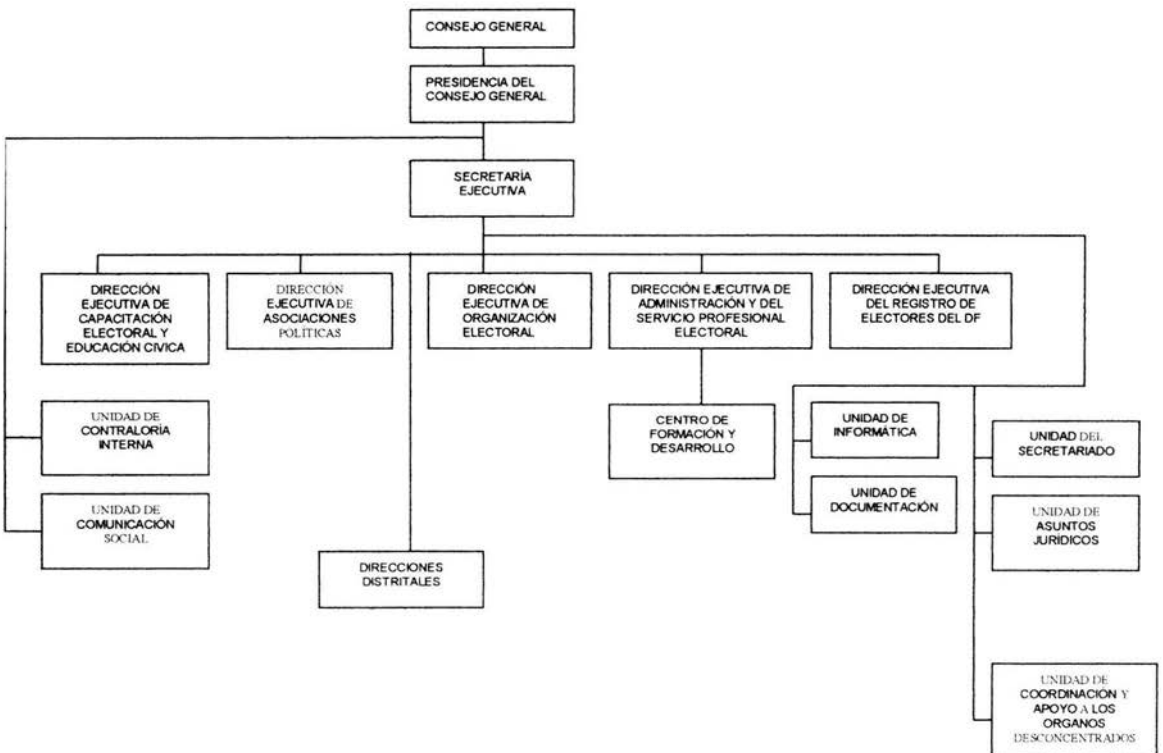 CONSEJO GENERAL
PRESIDENCIA DEL
CONSEJO GENERAL
SECRETARÍA
EJECUTIVA
DIRECCIÓN
EJECUTIVA DE
CAPACITACIÓN
ELECTORAL Y
EDUCACIÓN CIVICA
DIRECCIÓN
EJECUTIVA DE
ASOCIACIONES
POLÍTICAS
DIRECCIÓN
EJECUTIVA DE
ORGANIZACIÓN
ELECTORAL
DIRECCIÓN EJECUTIVA DE
ADMINISTRACIÓN Y DEL
SERVICIO PROFESIONAL
ELECTORAL
DIRECCIÓN EJECUTIVA
DEL REGISTRO DE
ELECTORES DEL DF
UNIDAD DE
CONTRALORÍA
INTERNA
CENTRO DE
FORMACIÓN Y
DESARROLLO
UNIDAD DE
INFORMÁTICA
UNIDAD DEL
SECRETARIADO
UNIDAD DE
COMUNICACIÓN
SOCIAL
UNIDAD DE
DOCUMENTACIÓN
UNIDAD DE
ASUNTOS
JURÍDICOS
DIRECCIONES
DISTRITALES
UNIDAD DE
COORDINACIÓN Y
APOYO A LOS
ORGANOS
DESCONCENTRADOS